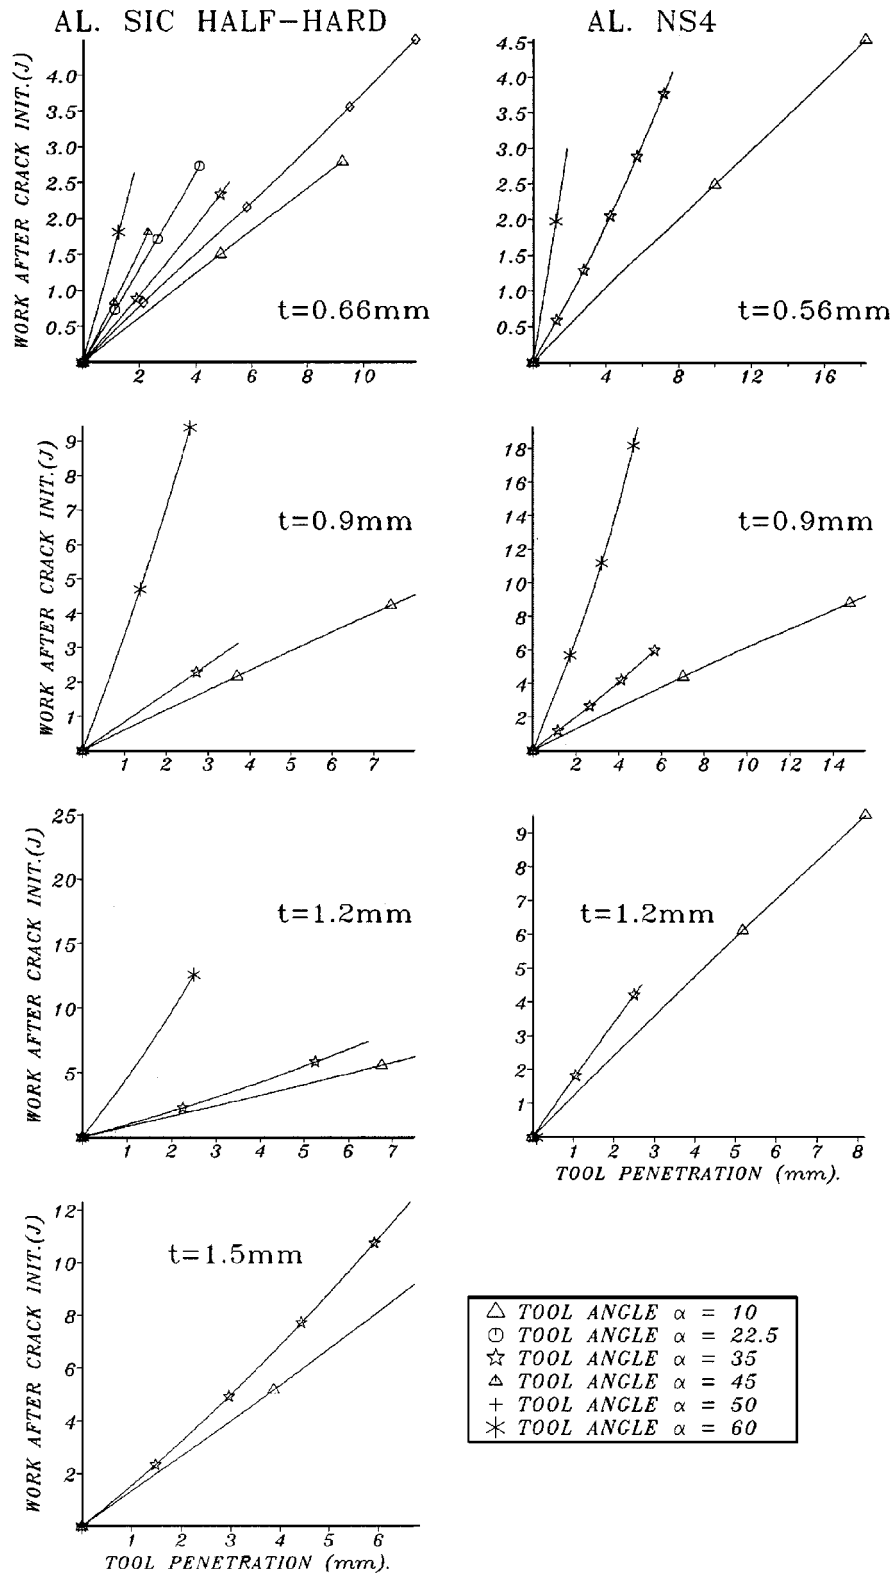 AL. SIC HALF-HARD
AL. NS4
WORK AFTER CRACK INIT.(J)
4.0
3.5
3.0
2.5
2.0
1.5
1.0
0.5
t=0.66mm
2 4 6 8 10
4.5
4.0
3.5
3.0
2.5
2.0
1.5
1.0
0.5
t=0.56mm
4 8 12 16
WORK AFTER CRACK INIT.(J)
9
8
7
6
5
4
3
2
1
t=0.9mm
1 2 3 4 5 6 7
18
16
14
12
10
8
6
4
2
t=0.9mm
2 4 6 8 10 12 14
WORK AFTER CRACK INIT.(J)
25
20
15
10
5
t=1.2mm
1 2 3 4 5 6 7
9
8
7
6
5
4
3
2
1
t=1.2mm
1 2 3 4 5 6 7 8
TOOL PENETRATION (mm).
WORK AFTER CRACK INIT.(J)
12
10
8
6
4
2
t=1.5mm
1 2 3 4 5 6
TOOL PENETRATION (mm).
TOOL ANGLE α = 10
TOOL ANGLE α = 22.5
TOOL ANGLE α = 35
TOOL ANGLE α = 45
TOOL ANGLE α = 50
TOOL ANGLE α = 60